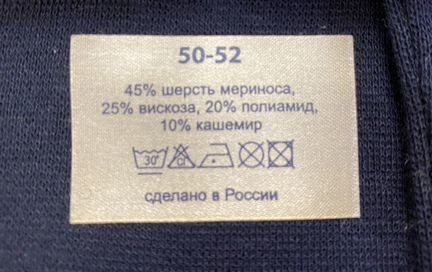 50-52
45% шерсть мериноса,
25% вискоза, 20% полиамид,
10% кашемир
30°
сделано в России